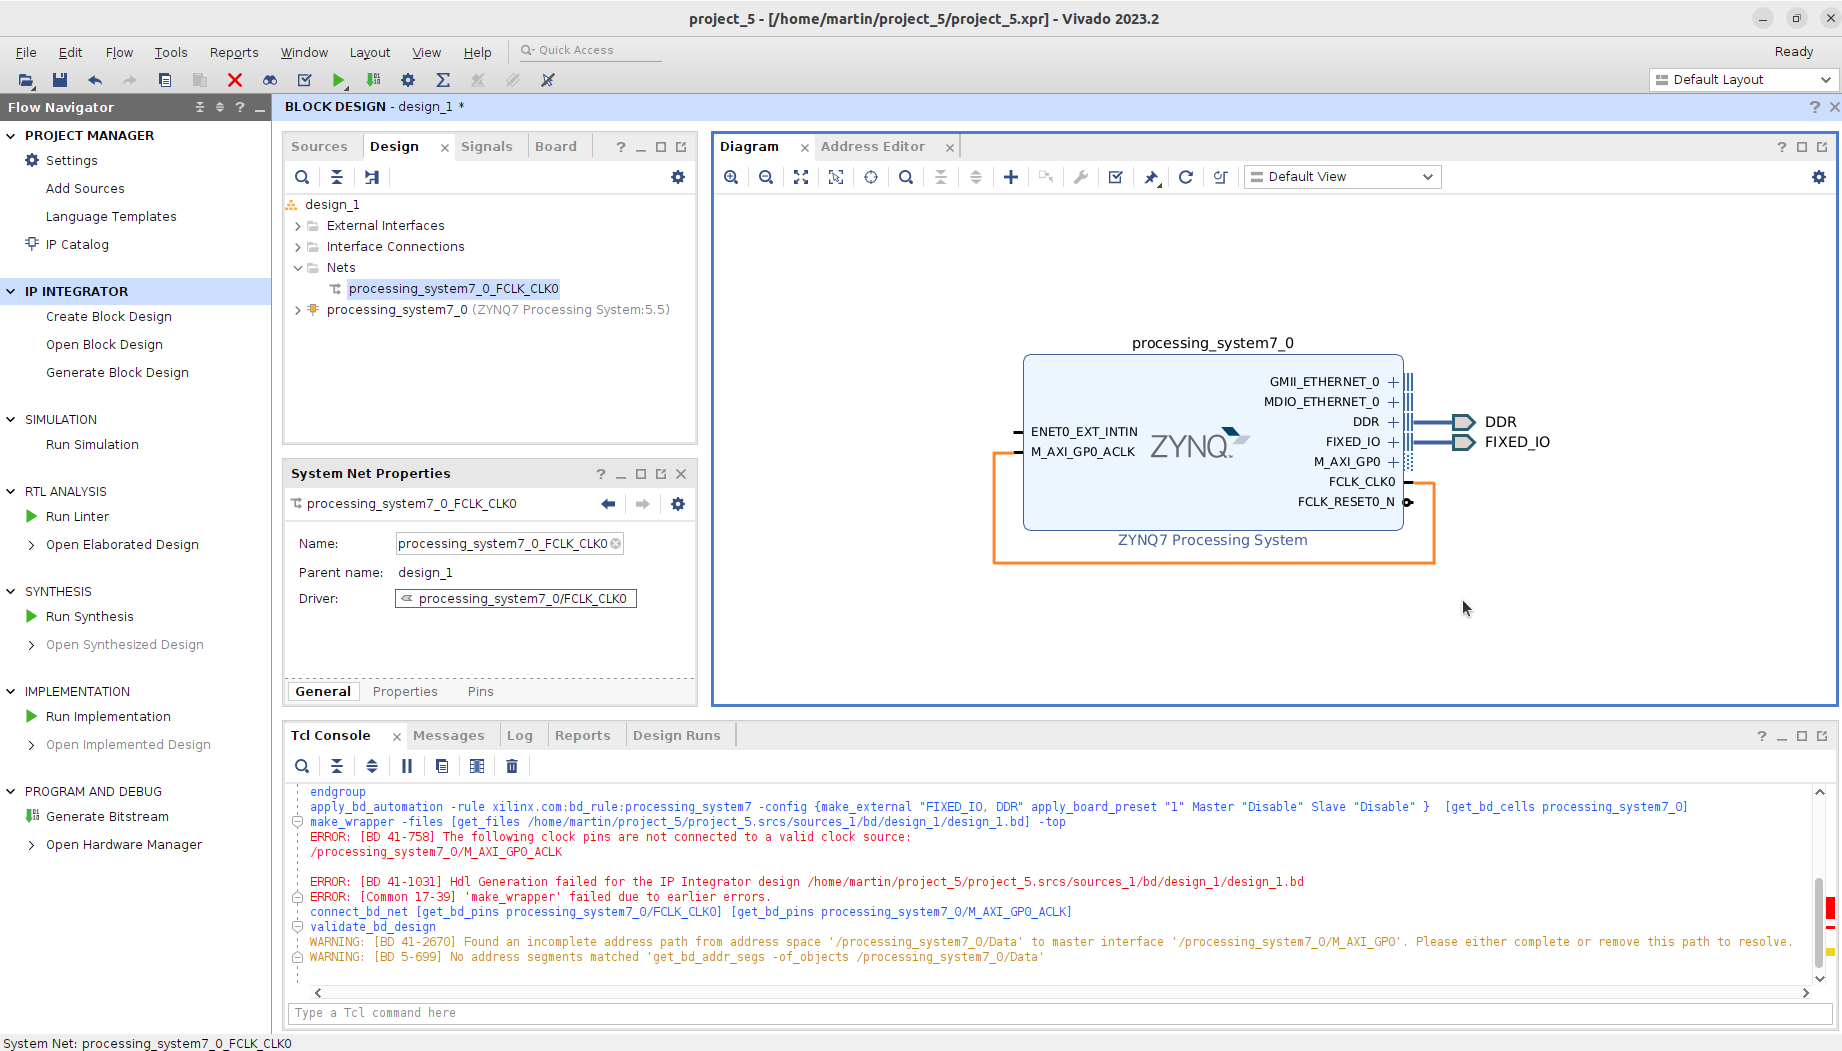 project_5 - [/home/martin/project_5/project_5.xpr] - Vivado 2023.2
File Edit Flow Tools Reports Window Layout View Help
Quick Access
Ready
Default Layout
Flow Navigator
PROJECT MANAGER
Settings
Add Sources
Language Templates
IP Catalog
IP INTEGRATOR
Create Block Design
Open Block Design
Generate Block Design
SIMULATION
Run Simulation
RTL ANALYSIS
Run Linter
Open Elaborated Design
SYNTHESIS
Run Synthesis
Open Synthesized Design
IMPLEMENTATION
Run Implementation
Open Implemented Design
PROGRAM AND DEBUG
Generate Bitstream
Open Hardware Manager
BLOCK DESIGN - design_1 *
Sources Design Signals Board
design_1
External Interfaces
Interface Connections
Nets
processing_system7_0_FCLK_CLK0
processing_system7_0 (ZYNQ7 Processing System:5.5)
System Net Properties
processing_system7_0_FCLK_CLK0
Name: processing_system7_0_FCLK_CLK0
Parent name: design_1
Driver: processing_system7_0/FCLK_CLK0
General Properties Pins
Diagram Address Editor
Default View
processing_system7_0
GMII_ETHERNET_0
MDIO_ETHERNET_0
DDR
FIXED_IO
M_AXI_GP0
FCLK_CLK0
FCLK_RESET0_N
ENET0_EXT_INTIN
M_AXI_GP0_ACLK
ZYNQ
DDR
FIXED_IO
ZYNQ7 Processing System
Tcl Console Messages Log Reports Design Runs
endgroup
apply_bd_automation -rule xilinx.com:bd_rule:processing_system7 -config {make_external "FIXED_IO, DDR" apply_board_preset "1" Master "Disable" Slave "Disable" }  [get_bd_cells processing_system7_0]
make_wrapper -files [get_files /home/martin/project_5/project_5.srcs/sources_1/bd/design_1/design_1.bd] -top
ERROR: [BD 41-758] The following clock pins are not connected to a valid clock source:
/processing_system7_0/M_AXI_GP0_ACLK
ERROR: [BD 41-1031] Hdl Generation failed for the IP Integrator design /home/martin/project_5/project_5.srcs/sources_1/bd/design_1/design_1.bd
ERROR: [Common 17-39] 'make_wrapper' failed due to earlier errors.
connect_bd_net [get_bd_pins processing_system7_0/FCLK_CLK0] [get_bd_pins processing_system7_0/M_AXI_GP0_ACLK]
validate_bd_design
WARNING: [BD 41-2670] Found an incomplete address path from address space '/processing_system7_0/Data' to master interface '/processing_system7_0/M_AXI_GP0'. Please either complete or remove this path to resolve.
WARNING: [BD 5-699] No address segments matched 'get_bd_addr_segs -of_objects /processing_system7_0/Data'
Type a Tcl command here
System Net: processing_system7_0_FCLK_CLK0